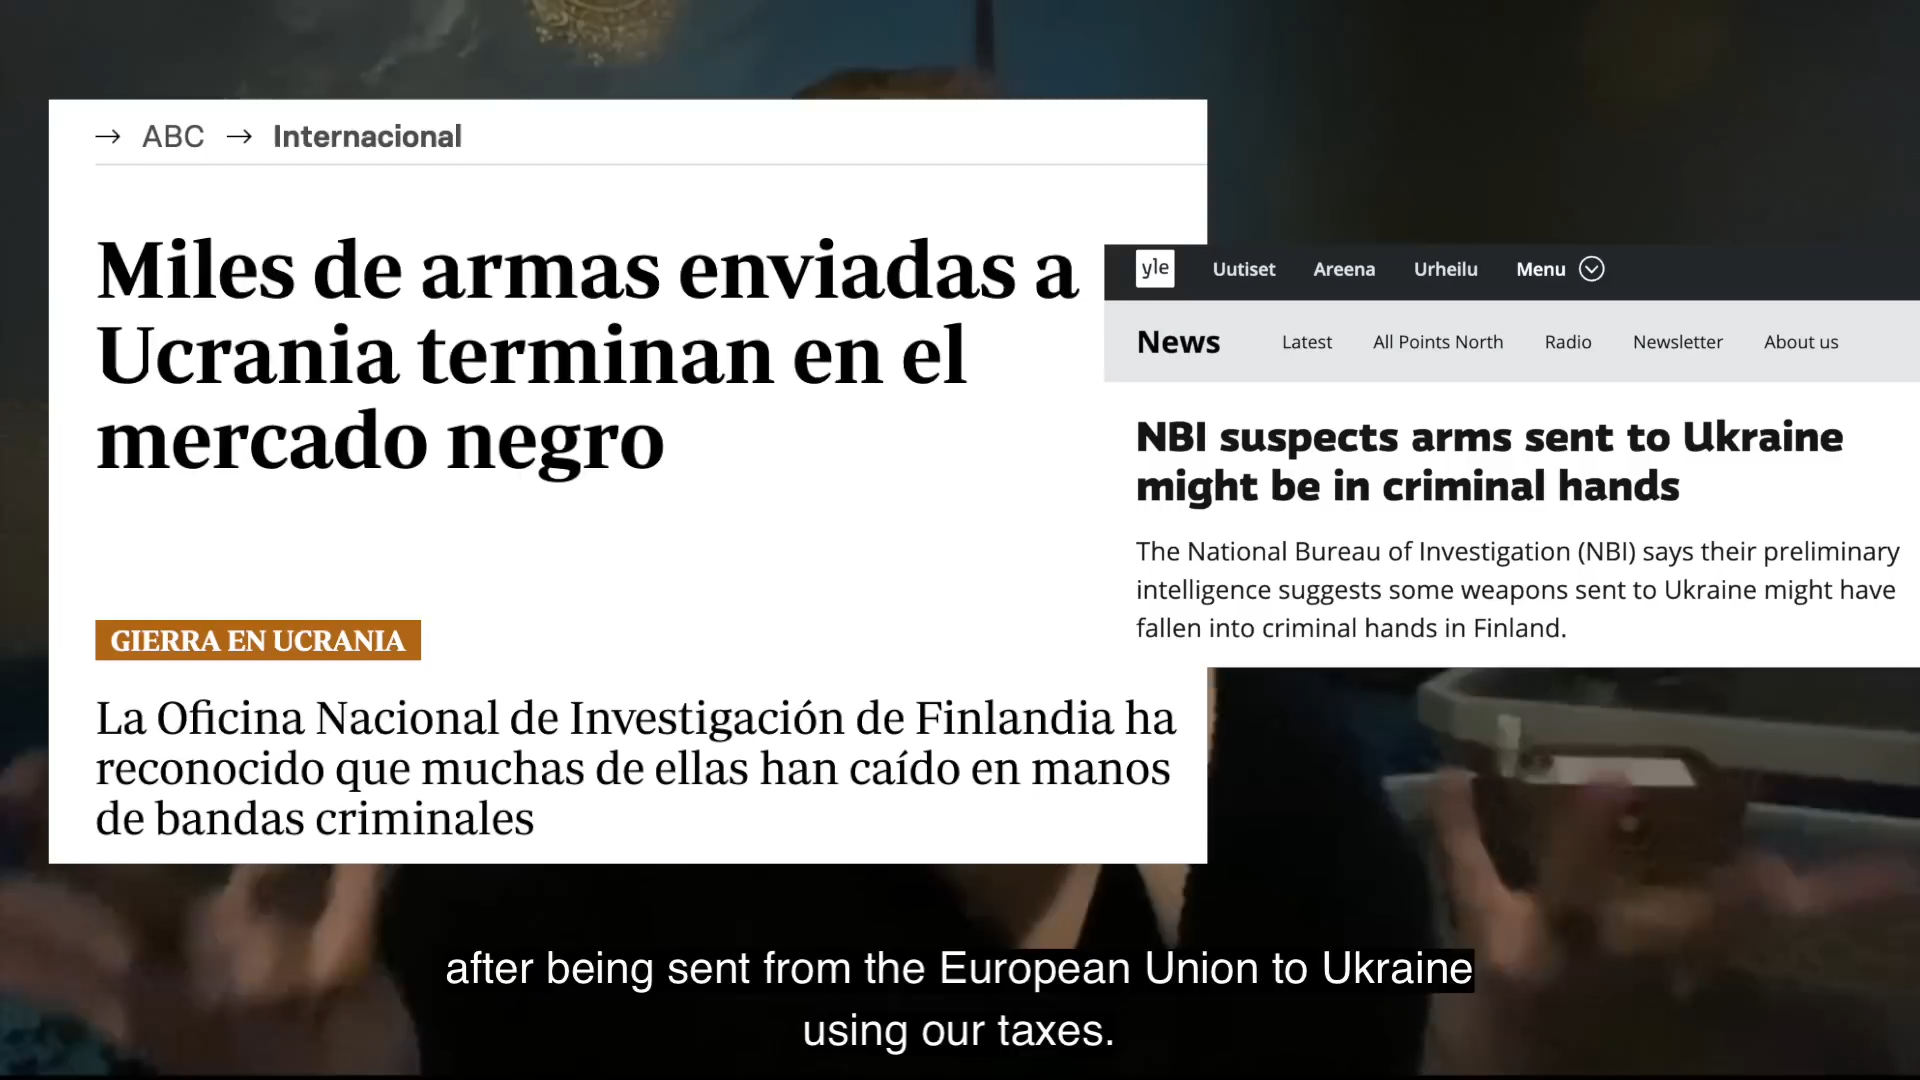 → ABC → Internacional
Miles de armas enviadas a
Ucrania terminan en el
mercado negro
GIERRA EN UCRANIA
La Oficina Nacional de Investigación de Finlandia ha
reconocido que muchas de ellas han caído en manos
de bandas criminales
yle Uutiset Areena Urheilu Menu
News Latest All Points North Radio Newsletter About us
NBI suspects arms sent to Ukraine
might be in criminal hands
The National Bureau of Investigation (NBI) says their preliminary
intelligence suggests some weapons sent to Ukraine might have
fallen into criminal hands in Finland.
after being sent from the European Union to Ukraine
using our taxes.